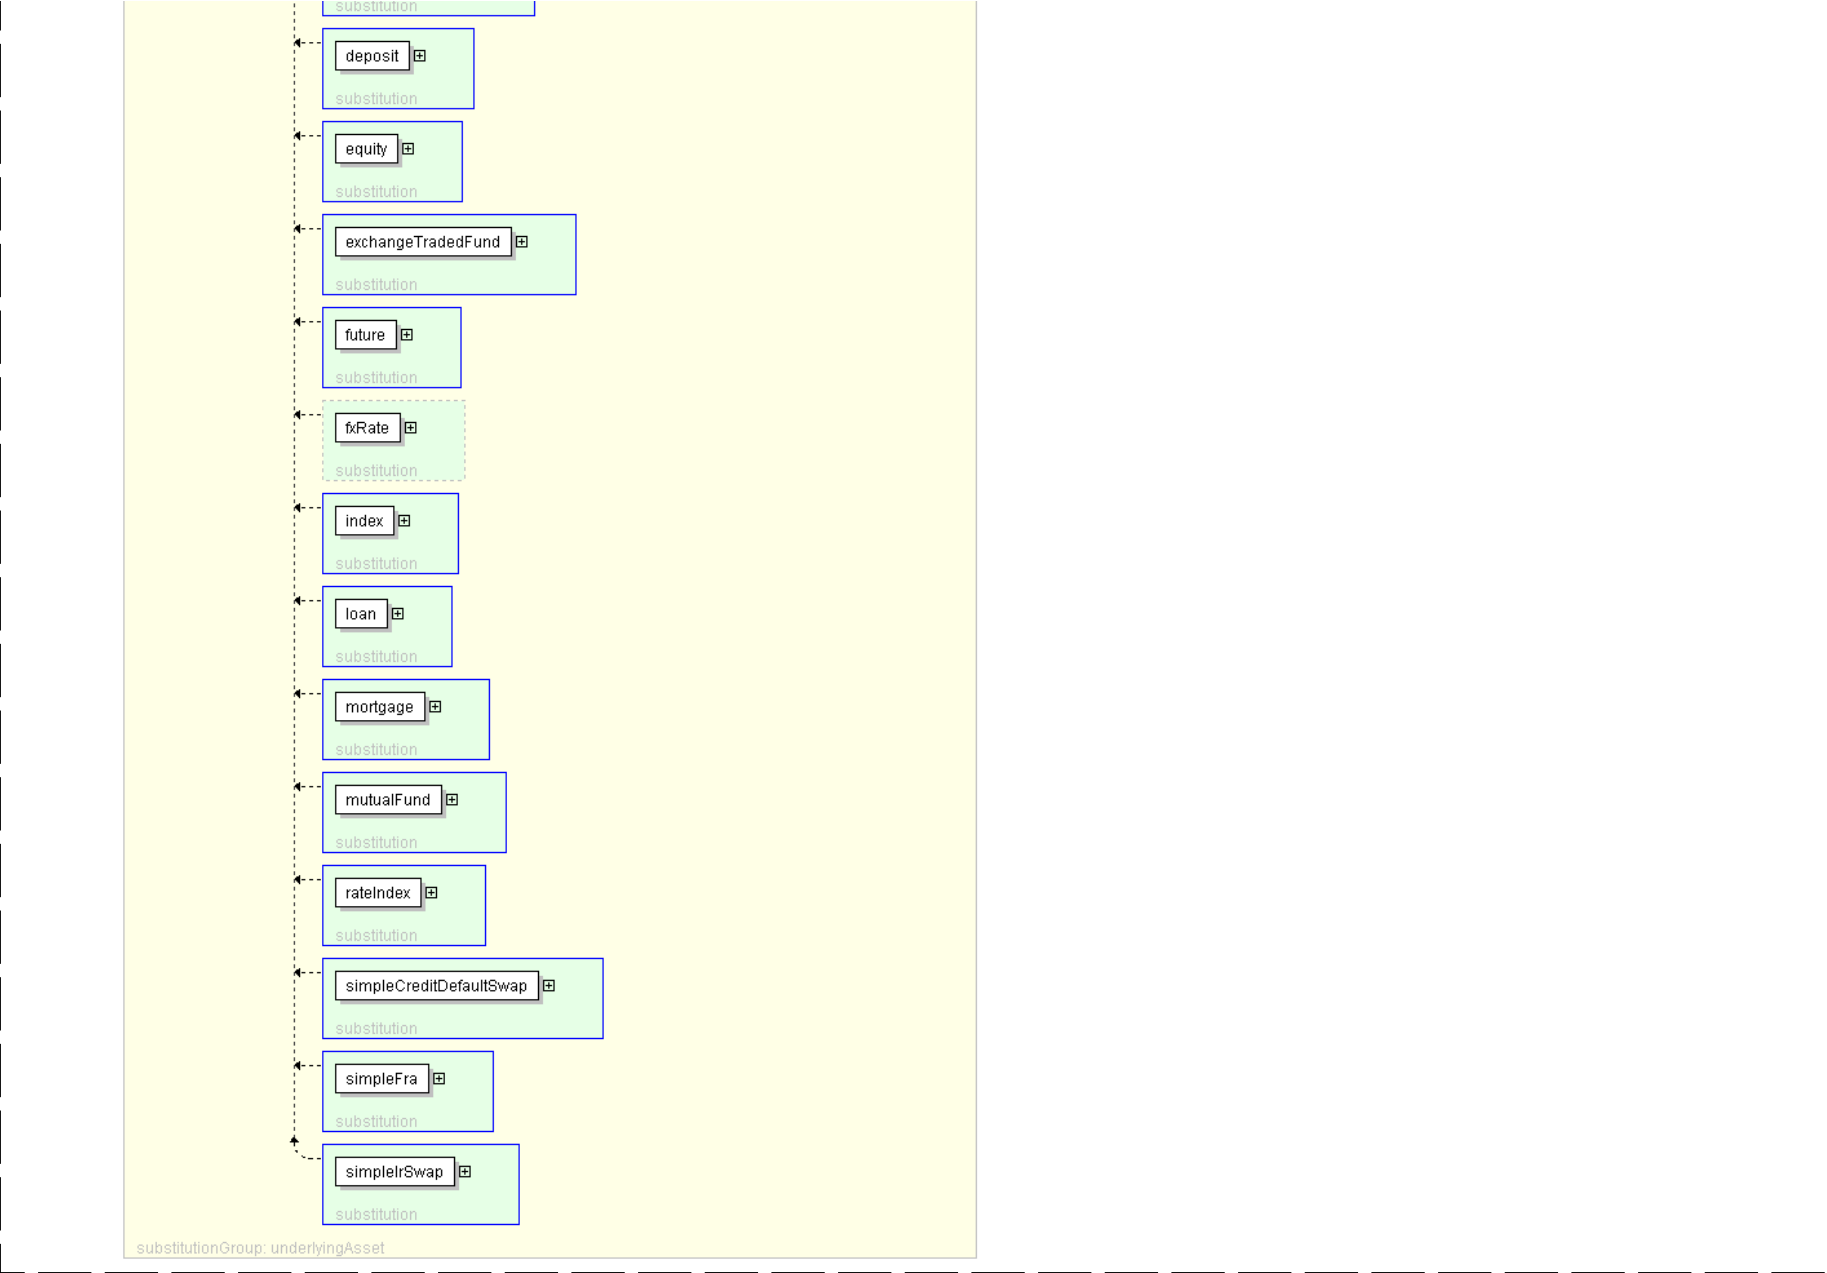 substitution
deposit
substitution
equity
substitution
exchangeTradedFund
substitution
future
substitution
fxRate
substitution
index
substitution
loan
substitution
mortgage
substitution
mutualFund
substitution
rateIndex
substitution
simpleCreditDefaultSwap
substitution
simpleFra
substitution
simpleIrSwap
substitution
substitutionGroup: underlyingAsset